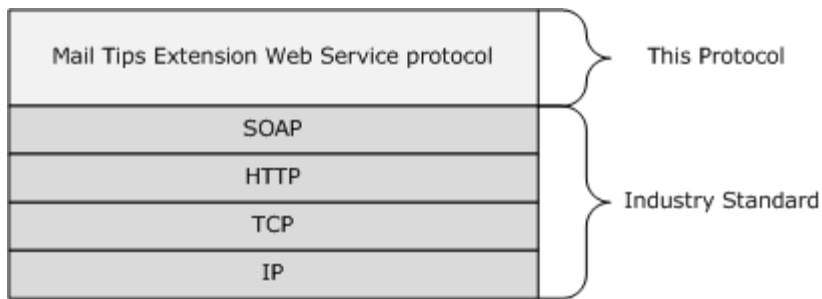 Mail Tips Extension Web Service protocol
This Protocol
SOAP
HTTP
Industry Standard
TCP
IP